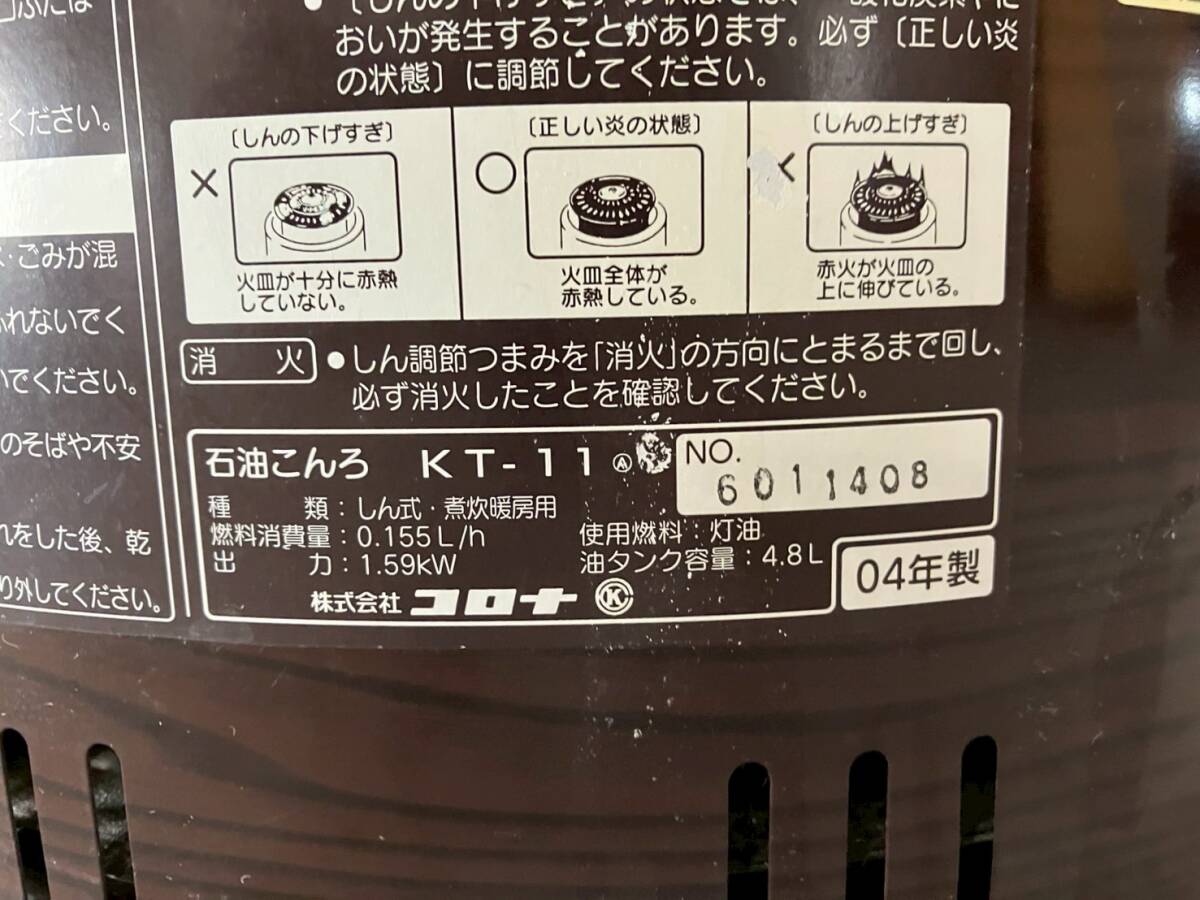 おいが発生することがあります。必ず〔正しい炎
の状態〕に調節してください。
ください。
〔しんの下げすぎ〕
×
火皿が十分に赤熱
していない。
〔正しい炎の状態〕
○
火皿全体が
赤熱している。
〔しんの上げすぎ〕
赤火が火皿の
上に伸びている。
・ごみが混
れないでく
でください。
のそばや不安
をした後、乾
り外してください。
消 火
●しん調節つまみを「消火」の方向にとまるまで回し、
必ず消火したことを確認してください。
石油こんろ KT-11 Ⓐ
NO.
6011408
種 類：しん式・煮炊暖房用
燃料消費量：0.155L/h
使用燃料：灯油
出 力：1.59kW
油タンク容量：4.8L
04年製
株式会社 コロナ